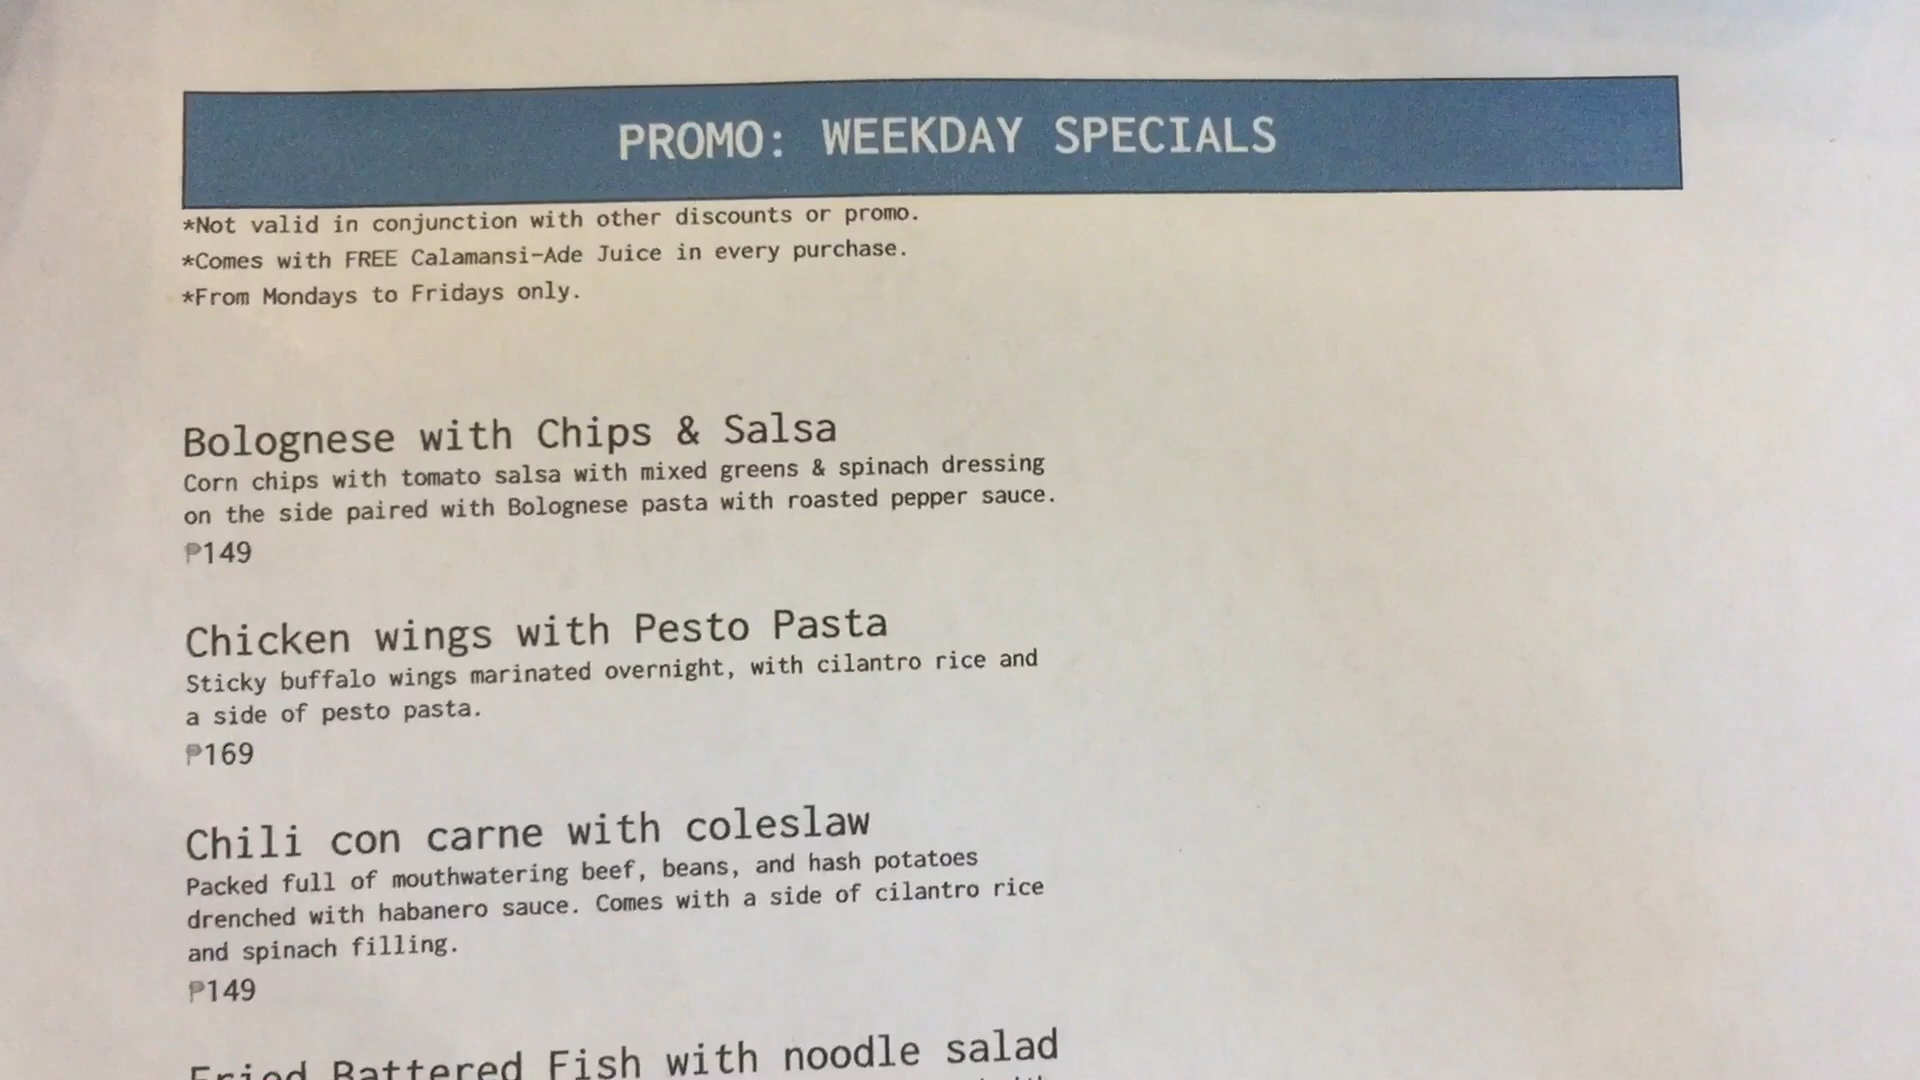 PROMO: WEEKDAY SPECIALS
*Not valid in conjunction with other discounts or promo.
*Comes with FREE Calamansi-Ade Juice in every purchase.
*From Mondays to Fridays only.
Bolognese with Chips & Salsa
Corn chips with tomato salsa with mixed greens & spinach dressing
on the side paired with Bolognese pasta with roasted pepper sauce.
₱149
Chicken wings with Pesto Pasta
Sticky buffalo wings marinated overnight, with cilantro rice and
a side of pesto pasta.
₱169
Chili con carne with coleslaw
Packed full of mouthwatering beef, beans, and hash potatoes
drenched with habanero sauce. Comes with a side of cilantro rice
and spinach filling.
₱149
Fried Battered Fish with noodle salad